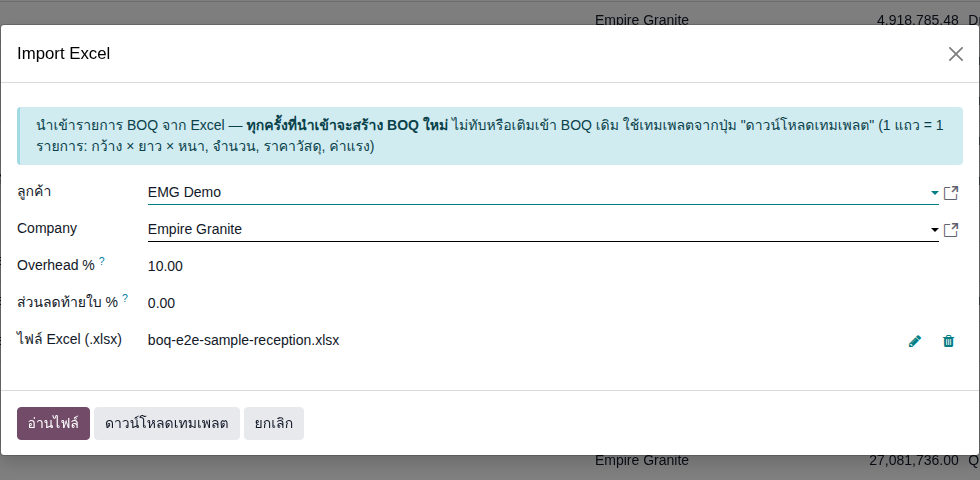 Empire Granite 4,918,785.48 D
Import Excel
นำเข้ารายการ BOQ จาก Excel — ทุกครั้งที่นำเข้าจะสร้าง BOQ ใหม่ ไม่ทับหรือเติมเข้า BOQ เดิม ใช้เทมเพลตจากปุ่ม "ดาวน์โหลดเทมเพลต" (1 แถว = 1
รายการ: กว้าง × ยาว × หนา, จำนวน, ราคาวัสดุ, ค่าแรง)
ลูกค้า EMG Demo
Company Empire Granite
Overhead % ? 10.00
ส่วนลดท้ายใบ % ? 0.00
ไฟล์ Excel (.xlsx) boq-e2e-sample-reception.xlsx
อ่านไฟล์ ดาวน์โหลดเทมเพลต ยกเลิก
Empire Granite 27,081,736.00 Q